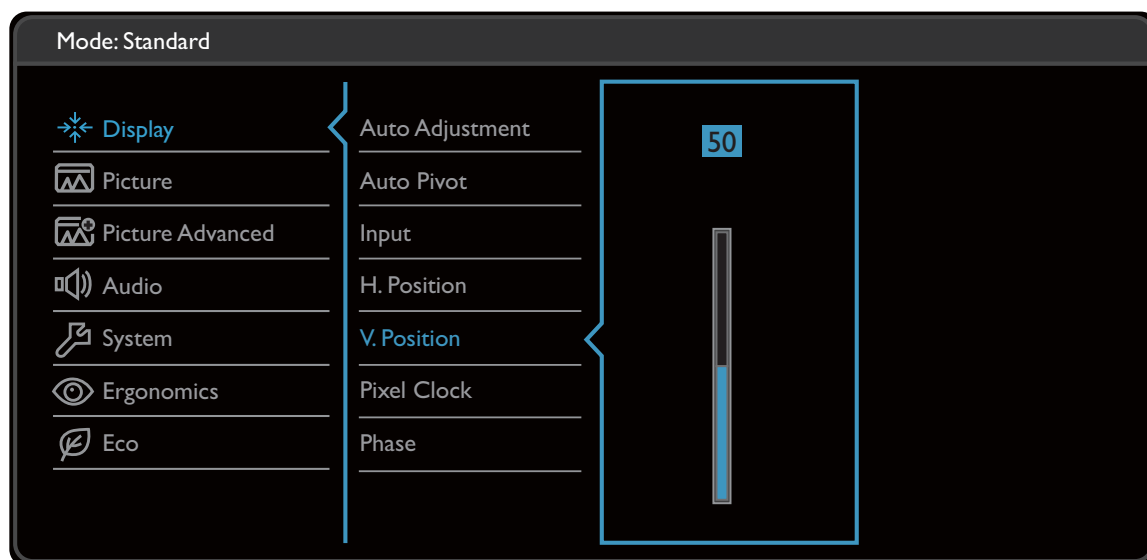 Mode: Standard
Display
Picture
Picture Advanced
Audio
System
Ergonomics
Eco
Auto Adjustment
Auto Pivot
Input
H. Position
V. Position
Pixel Clock
Phase
50